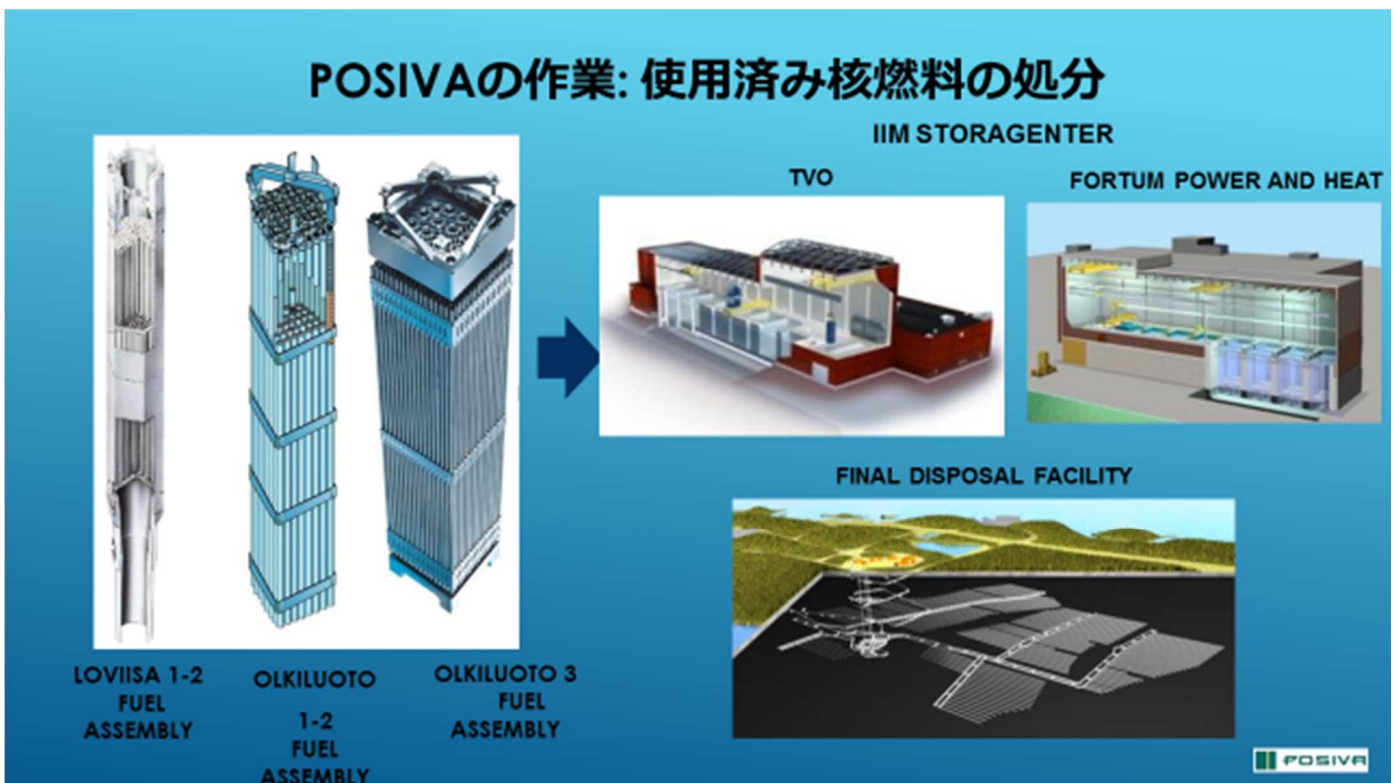 POSIVAの作業: 使用済み核燃料の処分
IIM STORAGENTER
TVO
FORTUM POWER AND HEAT
FINAL DISPOSAL FACILITY
LOVIISA 1-2
FUEL
ASSEMBLY
OLKILUOTO
1-2
FUEL
ASSEMBLY
OLKILUOTO 3
FUEL
ASSEMBLY
POSIVA